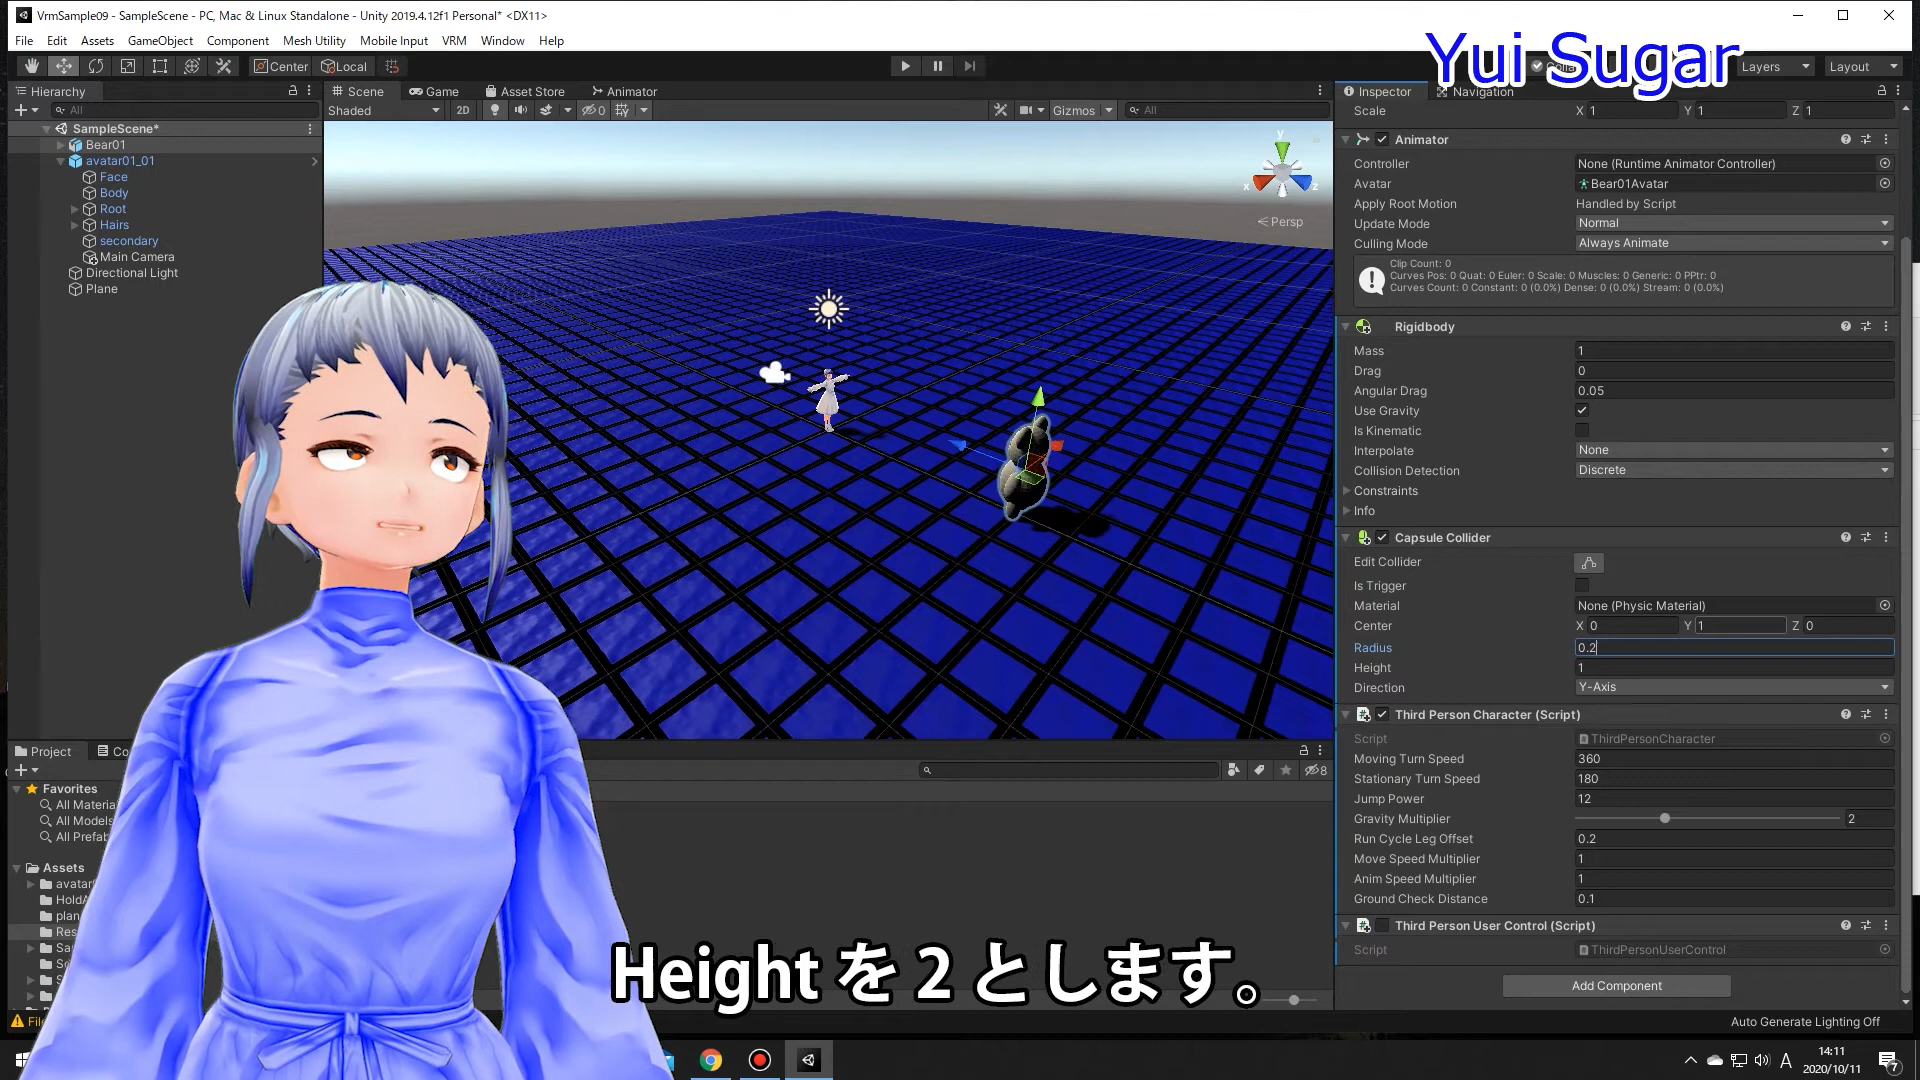 VrmSample09 - SampleScene - PC, Mac & Linux Standalone - Unity 2019.4.12f1 Personal* <DX11>
File Edit Assets GameObject Component Mesh Utility Mobile Input VRM Window Help
Yui Sugar
Center Local
Layers Layout
Hierarchy
All
SampleScene*
Bear01
avatar01_01
Face
Body
Root
Hairs
secondary
Main Camera
Directional Light
Plane
Scene Game Asset Store Animator
Shaded 2D 0 Gizmos All
y
x
z
Persp
Inspector Navigation
Scale X 1 Y 1 Z 1
Animator
Controller None (Runtime Animator Controller)
Avatar Bear01Avatar
Apply Root Motion Handled by Script
Update Mode Normal
Culling Mode Always Animate
Clip Count: 0
Curves Pos: 0 Quat: 0 Euler: 0 Scale: 0 Muscles: 0 Generic: 0 PPtr: 0
Curves Count: 0 Constant: 0 (0.0%) Dense: 0 (0.0%) Stream: 0 (0.0%)
Rigidbody
Mass 1
Drag 0
Angular Drag 0.05
Use Gravity
Is Kinematic
Interpolate None
Collision Detection Discrete
Constraints
Info
Capsule Collider
Edit Collider
Is Trigger
Material None (Physic Material)
Center X 0 Y 1 Z 0
Radius 0.2
Height 1
Direction Y-Axis
Third Person Character (Script)
Script ThirdPersonCharacter
Moving Turn Speed 360
Stationary Turn Speed 180
Jump Power 12
Gravity Multiplier 2
Run Cycle Leg Offset 0.2
Move Speed Multiplier 1
Anim Speed Multiplier 1
Ground Check Distance 0.1
Third Person User Control (Script)
Script ThirdPersonUserControl
Add Component
Auto Generate Lighting Off
Project Co
8
Favorites
All Materia
All Models
All Prefab
Assets
avatar
HoldA
plan
Res
Sa
Sc
S
File
Height を 2 とします。
A
14:11
2020/10/11
7